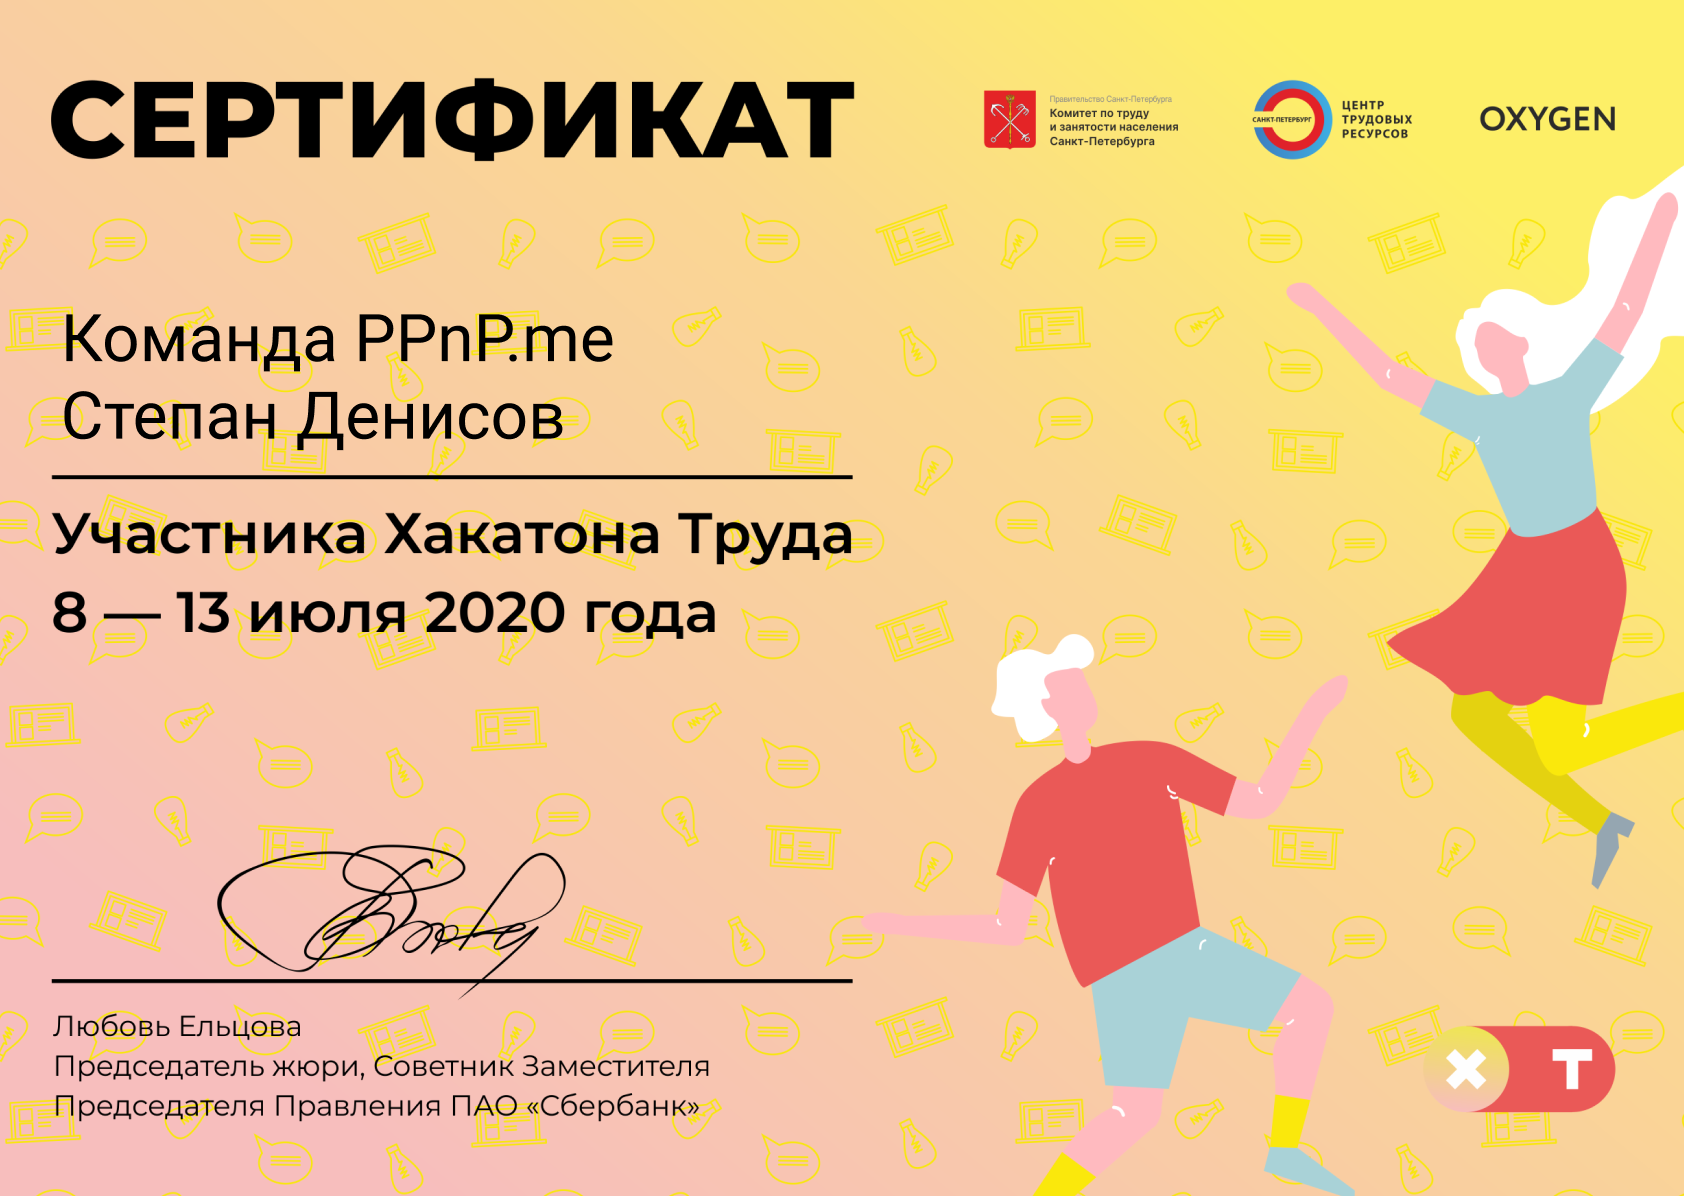 СЕРТИФИКАТ
Правительство Санкт-Петербурга
Комитет по труду
и занятости населения
Санкт-Петербурга
САНКТ-ПЕТЕРБУРГ
ЦЕНТР
ТРУДОВЫХ
РЕСУРСОВ
OXYGEN
Команда PPnP.me
Степан Денисов
Участника Хакатона Труда
8 — 13 июля 2020 года
Любовь Ельцова
Председатель жюри, Советник Заместителя
Председателя Правления ПАО «Сбербанк»
Х Т